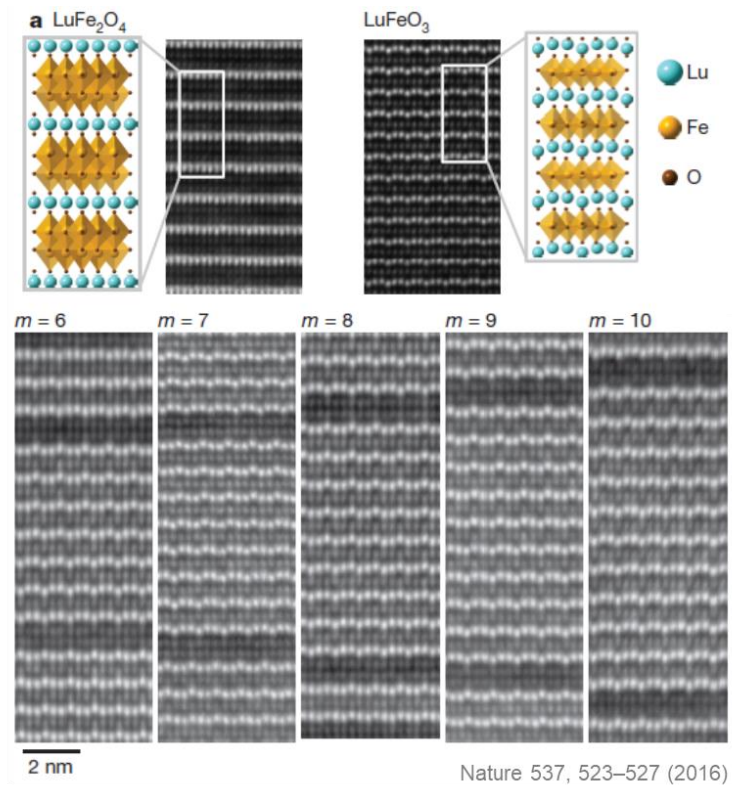 a LuFe₂O₄
LuFeO₃
Lu
Fe
O
m = 6
m = 7
m = 8
m = 9
m = 10
2 nm
Nature 537, 523–527 (2016)